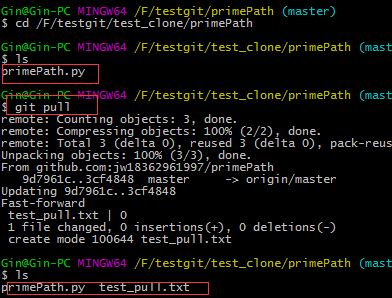 Gin@Gin-PC MINGW64 /F/testgit/test_clone/primePath (master)
$ cd /F/testgit/test_clone/primePath
Gin@Gin-PC MINGW64 /F/testgit/test_clone/primePath (master
$ ls
primePath.py
Gin@Gin-PC MINGW64 /F/testgit/test_clone/primePath (mast
$ git pull
remote: Counting objects: 3, done.
remote: Compressing objects: 100% (2/2), done.
remote: Total 3 (delta 0), reused 3 (delta 0), pack-reus
Unpacking objects: 100% (3/3), done.
From github.com:jw18362961997/primePath
9d7961c..3cf4848 master -> origin/master
Updating 9d7961c..3cf4848
Fast-forward
test_pull.txt | 0
1 file changed, 0 insertions(+), 0 deletions(-)
create mode 100644 test_pull.txt
Gin@Gin-PC MINGW64 /F/testgit/test_clone/primePath (mast
$ ls
primePath.py test_pull.txt